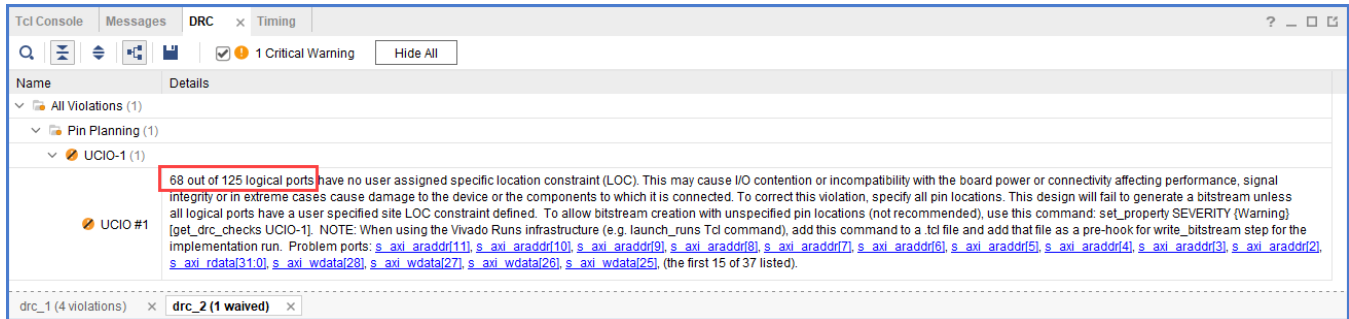 Tcl Console Messages DRC × Timing ?
1 Critical Warning Hide All
Name Details
All Violations (1)
Pin Planning (1)
UCIO-1 (1)
68 out of 125 logical ports have no user assigned specific location constraint (LOC). This may cause I/O contention or incompatibility with the board power or connectivity affecting performance, signal
integrity or in extreme cases cause damage to the device or the components to which it is connected. To correct this violation, specify all pin locations. This design will fail to generate a bitstream unless
all logical ports have a user specified site LOC constraint defined. To allow bitstream creation with unspecified pin locations (not recommended), use this command: set_property SEVERITY {Warning}
UCIO #1 [get_drc_checks UCIO-1]. NOTE: When using the Vivado Runs infrastructure (e.g. launch_runs Tcl command), add this command to a .tcl file and add that file as a pre-hook for write_bitstream step for the
implementation run. Problem ports: s_axi_araddr[11], s_axi_araddr[10], s_axi_araddr[9], s_axi_araddr[8], s_axi_araddr[7], s_axi_araddr[6], s_axi_araddr[5], s_axi_araddr[4], s_axi_araddr[3], s_axi_araddr[2],
s_axi_rdata[31:0], s_axi_wdata[28], s_axi_wdata[27], s_axi_wdata[26], s_axi_wdata[25], (the first 15 of 37 listed).
drc_1 (4 violations) × drc_2 (1 waived) ×